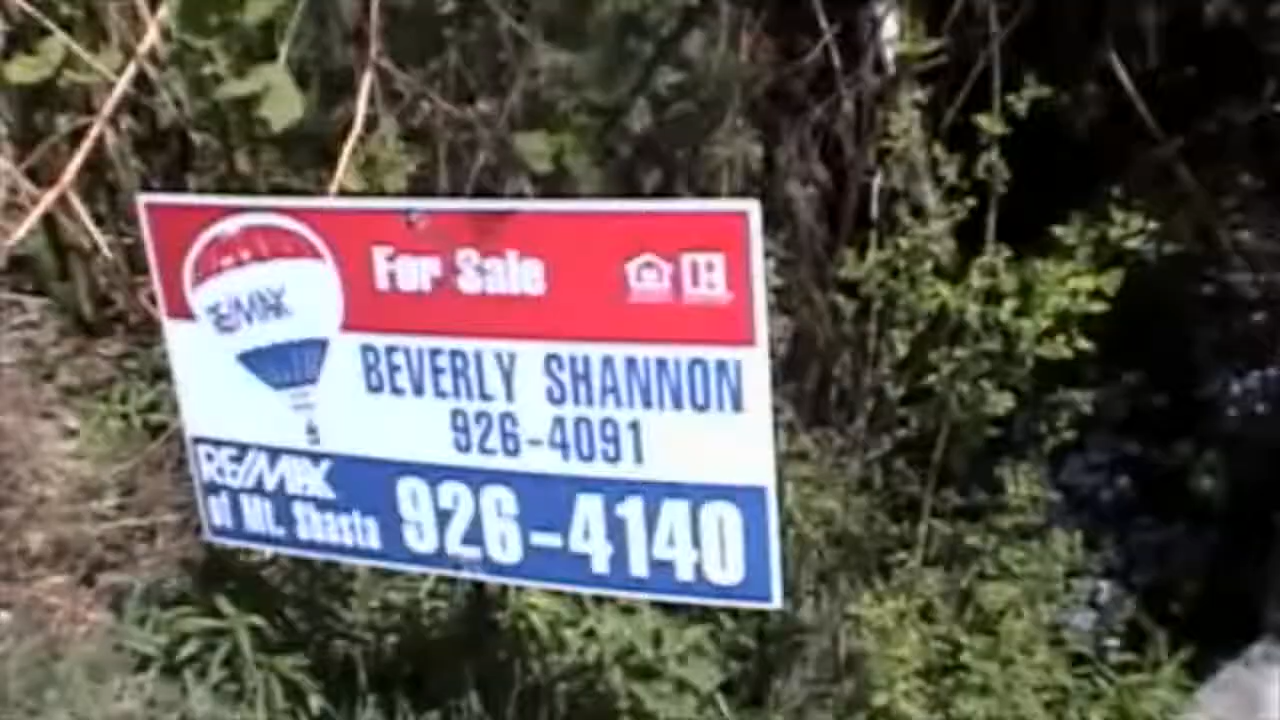 For Sale
RE/MAX
BEVERLY SHANNON
926-4091
RE/MAX
of Mt. Shasta
926-4140